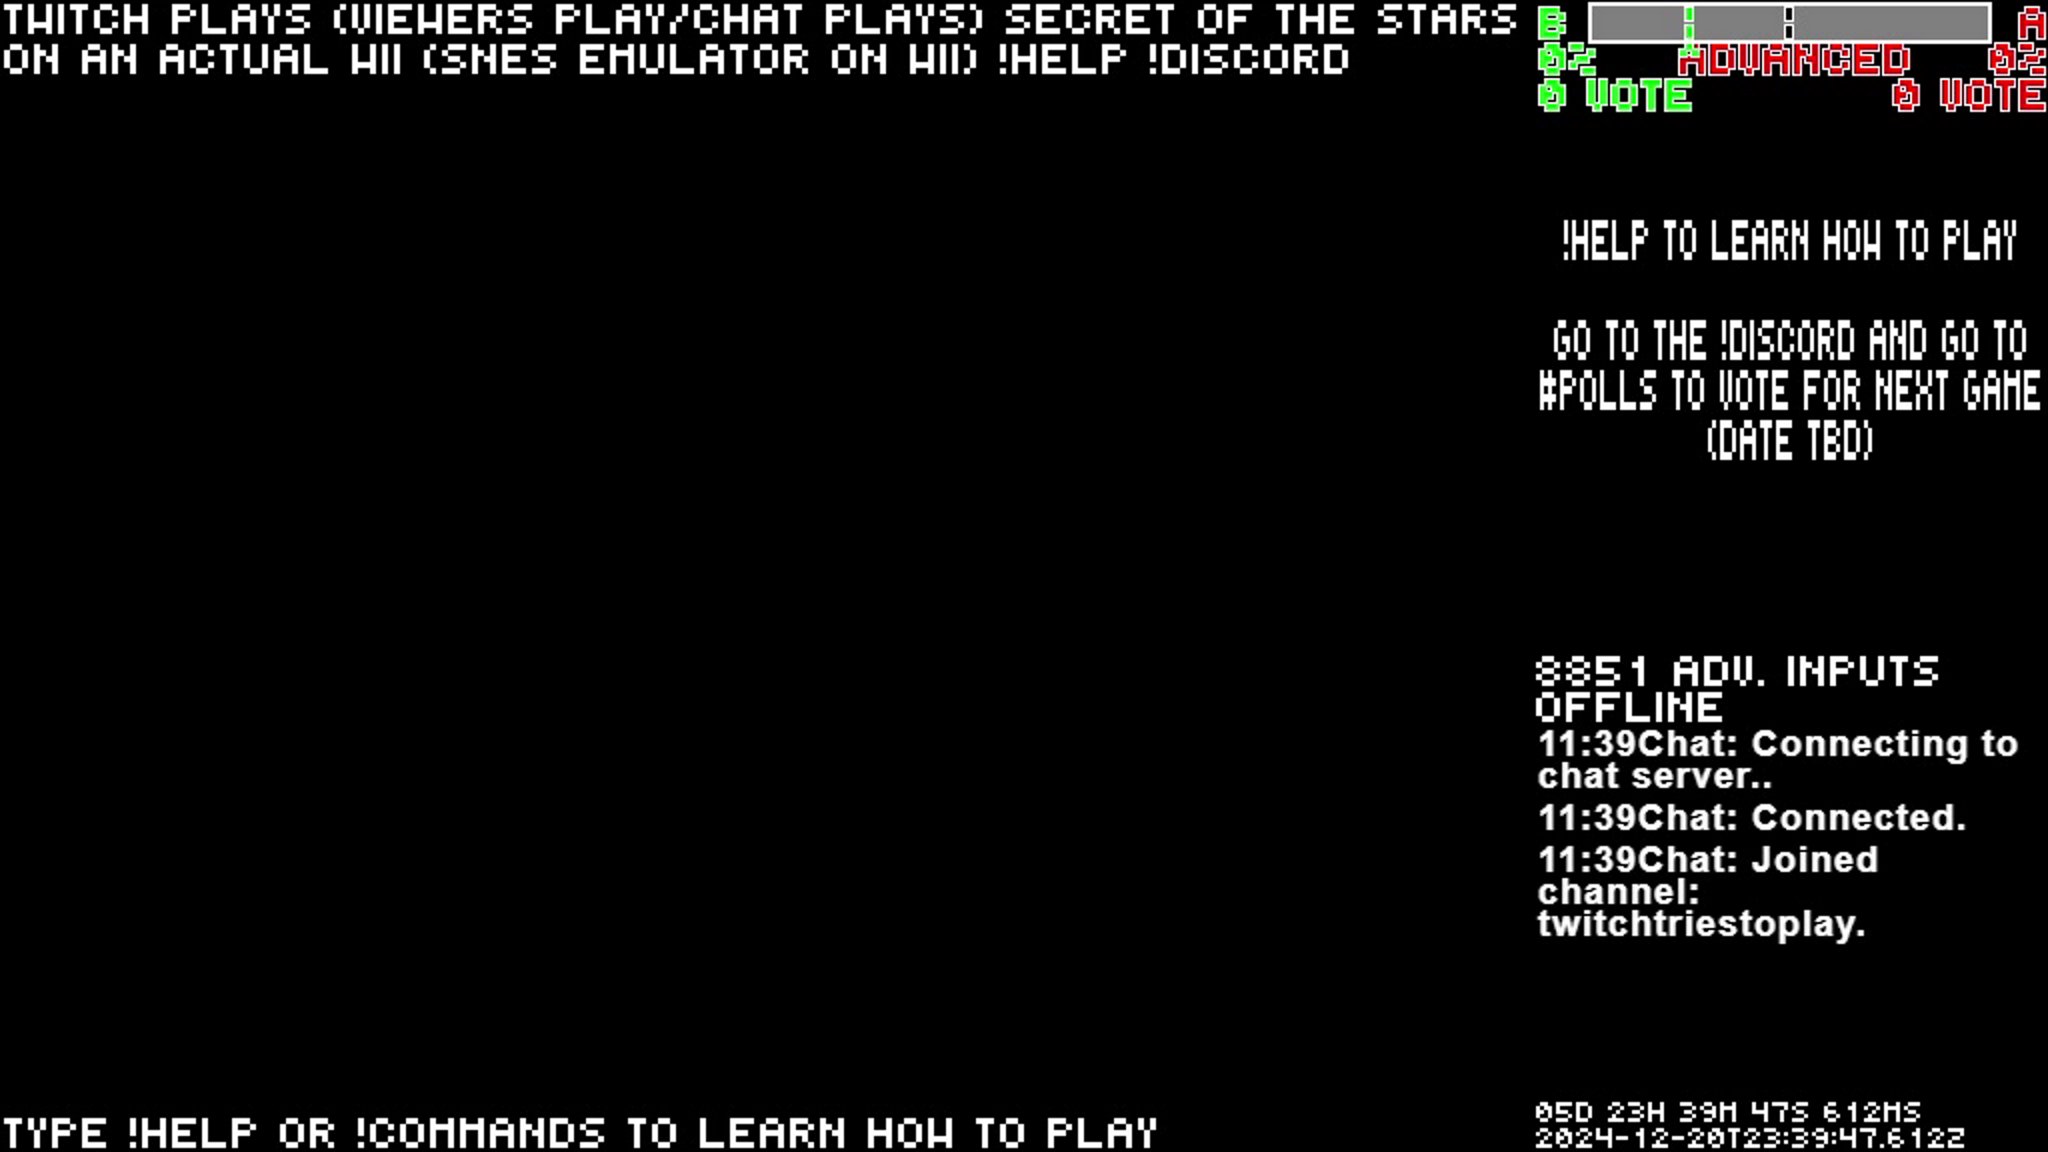 TWITCH PLAYS (VIEWERS PLAY/CHAT PLAYS) SECRET OF THE STARS
ON AN ACTUAL WII (SNES EMULATOR ON WII) !HELP !DISCORD
B A
0% ADVANCED 0%
0 VOTE 0 VOTE
!HELP TO LEARN HOW TO PLAY
GO TO THE !DISCORD AND GO TO
#POLLS TO VOTE FOR NEXT GAME
(DATE TBD)
8851 ADV. INPUTS
OFFLINE
11:39Chat: Connecting to
chat server..
11:39Chat: Connected.
11:39Chat: Joined
channel:
twitchtriestoplay.
TYPE !HELP OR !COMMANDS TO LEARN HOW TO PLAY
05D 23H 39M 47S 612MS
2024-12-20T23:39:47.612Z